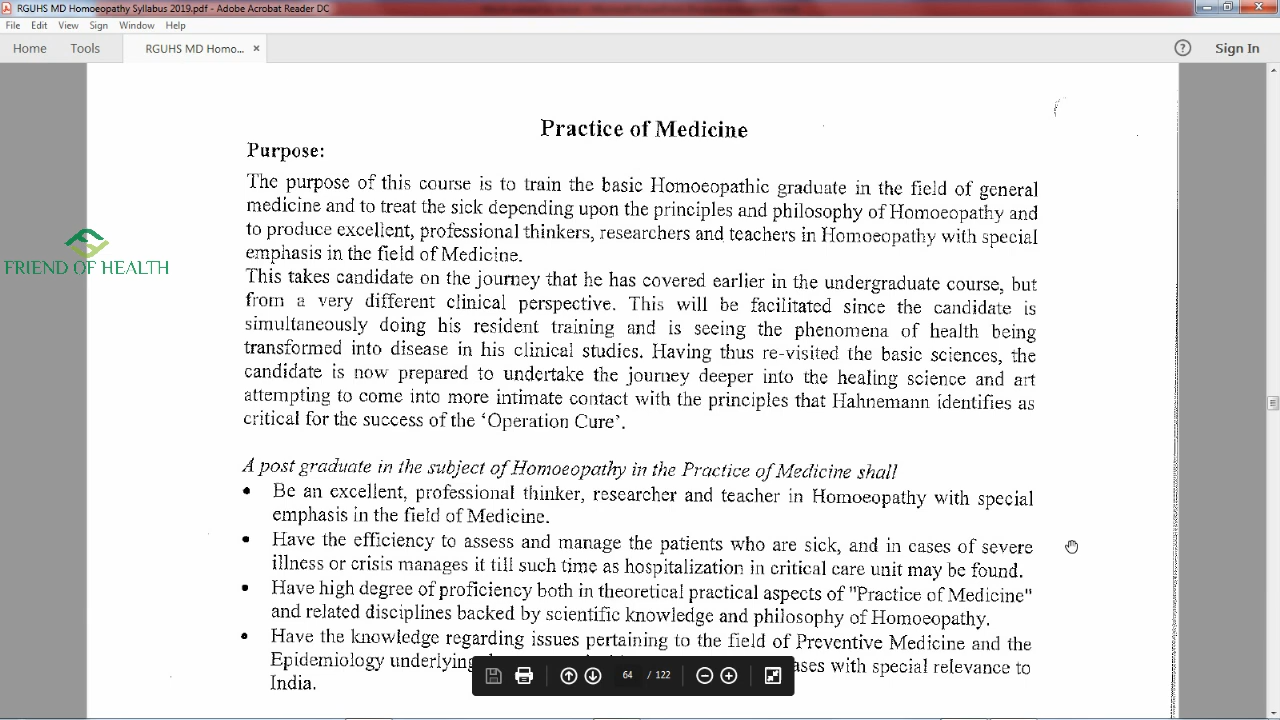 RGUHS MD Homoeopathy Syllabus 2019.pdf - Adobe Acrobat Reader DC
File Edit View Sign Window Help
Home Tools RGUHS MD Homo... × ? Sign In
Practice of Medicine
Purpose:
The purpose of this course is to train the basic Homoeopathic graduate in the field of general
medicine and to treat the sick depending upon the principles and philosophy of Homoeopathy and
to produce excellent, professional thinkers, researchers and teachers in Homoeopathy with special
emphasis in the field of Medicine.
FRIEND OF HEALTH
This takes candidate on the journey that he has covered earlier in the undergraduate course, but
from a very different clinical perspective. This will be facilitated since the candidate is
simultaneously doing his resident training and is seeing the phenomena of health being
transformed into disease in his clinical studies. Having thus re-visited the basic sciences, the
candidate is now prepared to undertake the journey deeper into the healing science and art
attempting to come into more intimate contact with the principles that Hahnemann identifies as
critical for the success of the ‘Operation Cure’.
A post graduate in the subject of Homoeopathy in the Practice of Medicine shall
• Be an excellent, professional thinker, researcher and teacher in Homoeopathy with special
emphasis in the field of Medicine.
• Have the efficiency to assess and manage the patients who are sick, and in cases of severe
illness or crisis manages it till such time as hospitalization in critical care unit may be found.
• Have high degree of proficiency both in theoretical practical aspects of "Practice of Medicine"
and related disciplines backed by scientific knowledge and philosophy of Homoeopathy.
• Have the knowledge regarding issues pertaining to the field of Preventive Medicine and the
Epidemiology underlying ases with special relevance to
India.
64 / 122